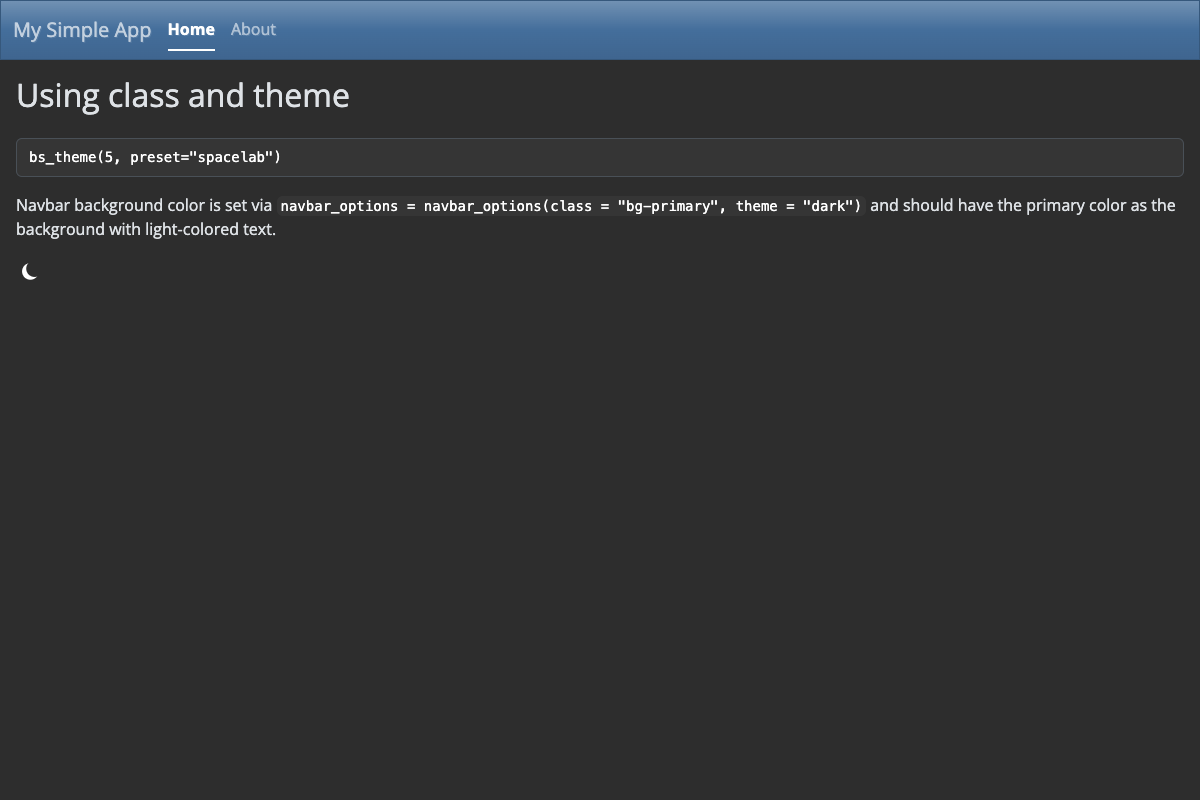 My Simple App Home About
Using class and theme
bs_theme(5, preset="spacelab")
Navbar background color is set via navbar_options = navbar_options(class = "bg-primary", theme = "dark") and should have the primary color as the
background with light-colored text.